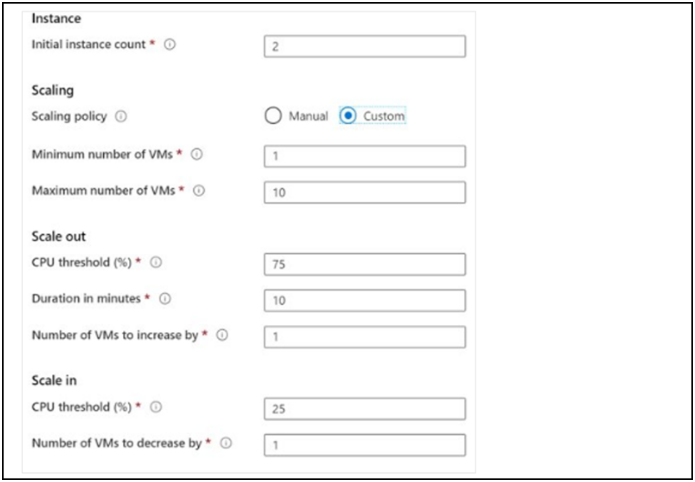 Instance
Initial instance count * 2
Scaling
Scaling policy Manual Custom
Minimum number of VMs * 1
Maximum number of VMs * 10
Scale out
CPU threshold (%) * 75
Duration in minutes * 10
Number of VMs to increase by * 1
Scale in
CPU threshold (%) * 25
Number of VMs to decrease by * 1